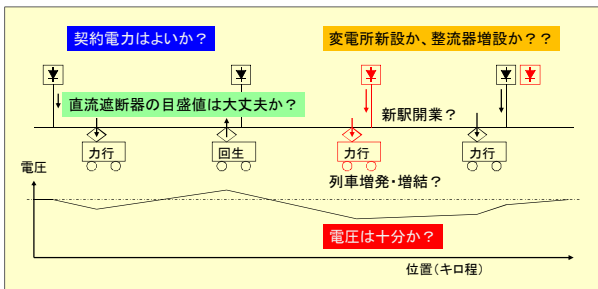 契約電力はよいか？
変電所新設か、整流器増設か？？
直流遮断器の目盛値は大丈夫か？
新駅開業？
力行
回生
力行
力行
電圧
列車増発・増結？
電圧は十分か？
位置（キロ程）